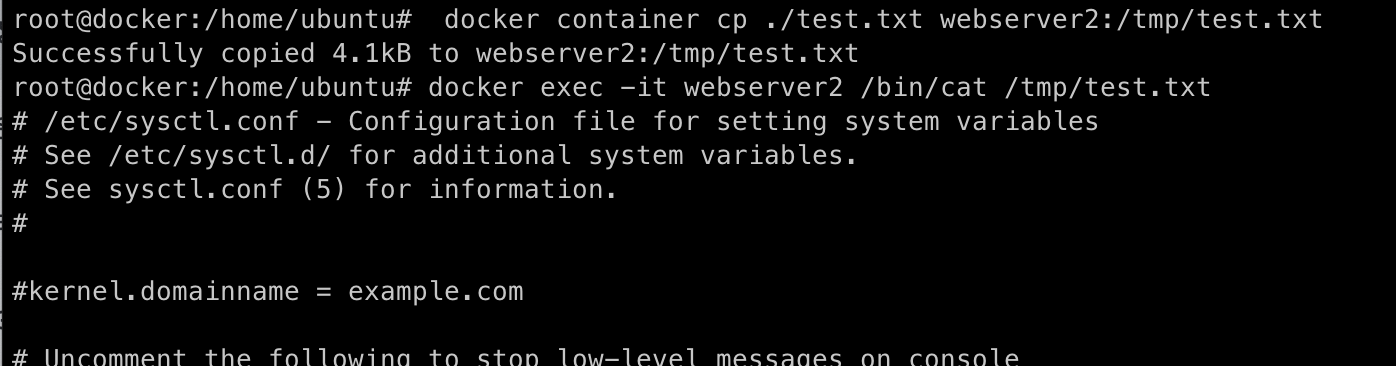 root@docker:/home/ubuntu#  docker container cp ./test.txt webserver2:/tmp/test.txt
Successfully copied 4.1kB to webserver2:/tmp/test.txt
root@docker:/home/ubuntu# docker exec -it webserver2 /bin/cat /tmp/test.txt
# /etc/sysctl.conf - Configuration file for setting system variables
# See /etc/sysctl.d/ for additional system variables.
# See sysctl.conf (5) for information.
#
#kernel.domainname = example.com
# Uncomment the following to stop low-level messages on console